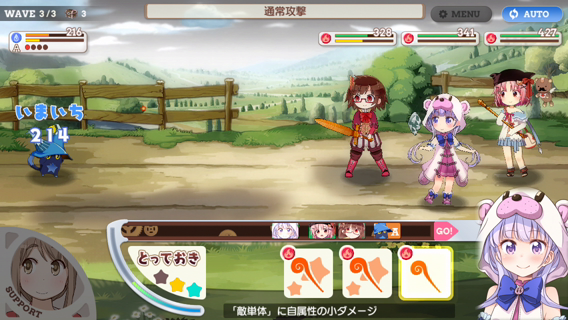 WAVE 3/3
3
通常攻撃
MENU
AUTO
216
A
328
341
427
いまいち
214
A
GO!
とっておき
SUPPORT
「敵単体」に自属性の小ダメージ